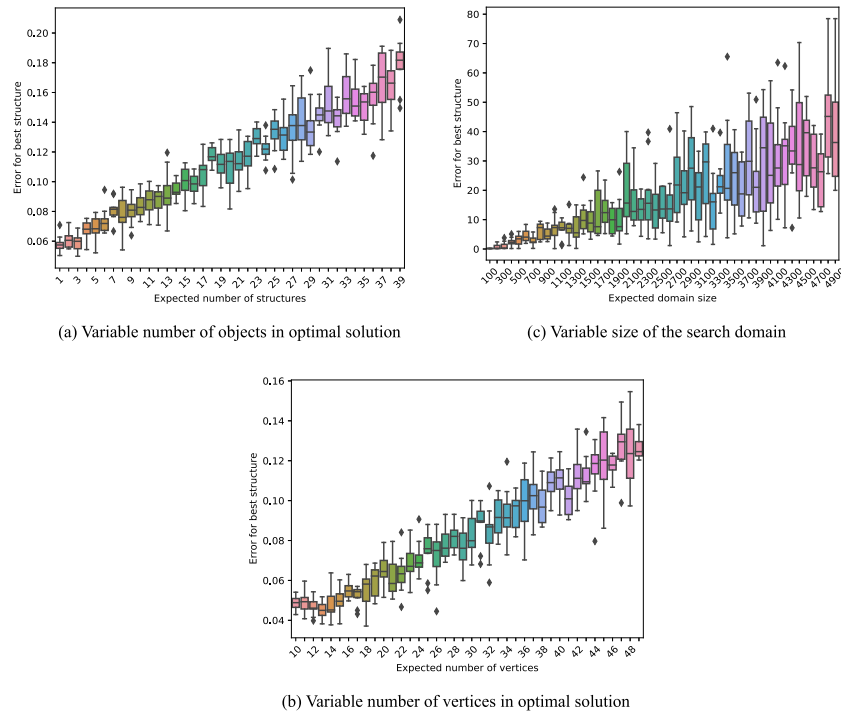 0.20
0.18
0.16
0.14
0.12
0.10
0.08
0.06
Error for best structure
1 3 5 7 9 11 13 15 17 19 21 23 25 27 29 31 33 35 37 39
Expected number of structures
(a) Variable number of objects in optimal solution
80
70
60
50
40
30
20
10
0
Error for best structure
100 300 500 700 900 1100 1300 1500 1700 1900 2100 2300 2500 2700 2900 3100 3300 3500 3700 3900 4100 4300 4500 4700 4900
Expected domain size
(c) Variable size of the search domain
0.16
0.14
0.12
0.10
0.08
0.06
0.04
Error for best structure
10 12 14 16 18 20 22 24 26 28 30 32 34 36 38 40 42 44 46 48
Expected number of vertices
(b) Variable number of vertices in optimal solution